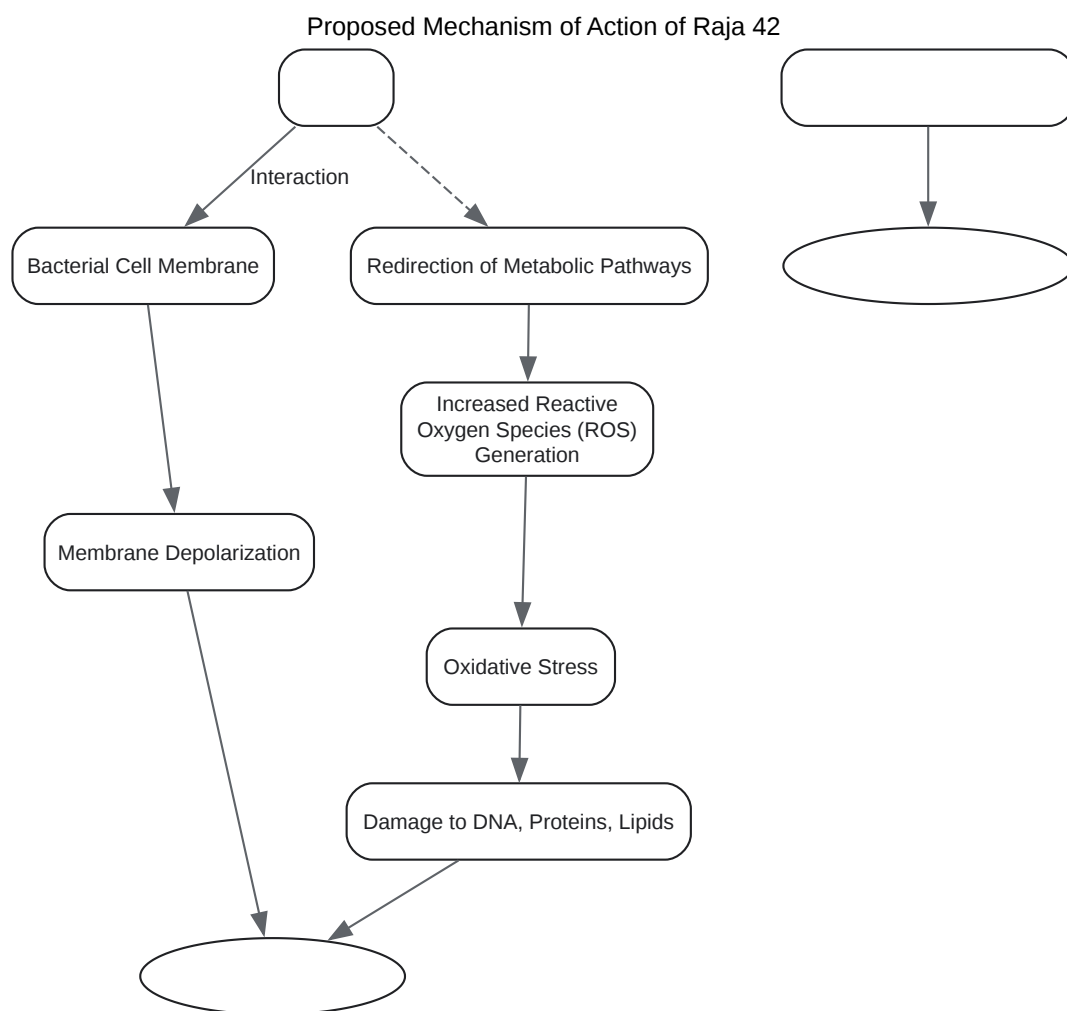 Proposed Mechanism of Action of Raja 42
Interaction
Bacterial Cell Membrane
Redirection of Metabolic Pathways
Increased Reactive
Oxygen Species (ROS)
Generation
Membrane Depolarization
Oxidative Stress
Damage to DNA, Proteins, Lipids